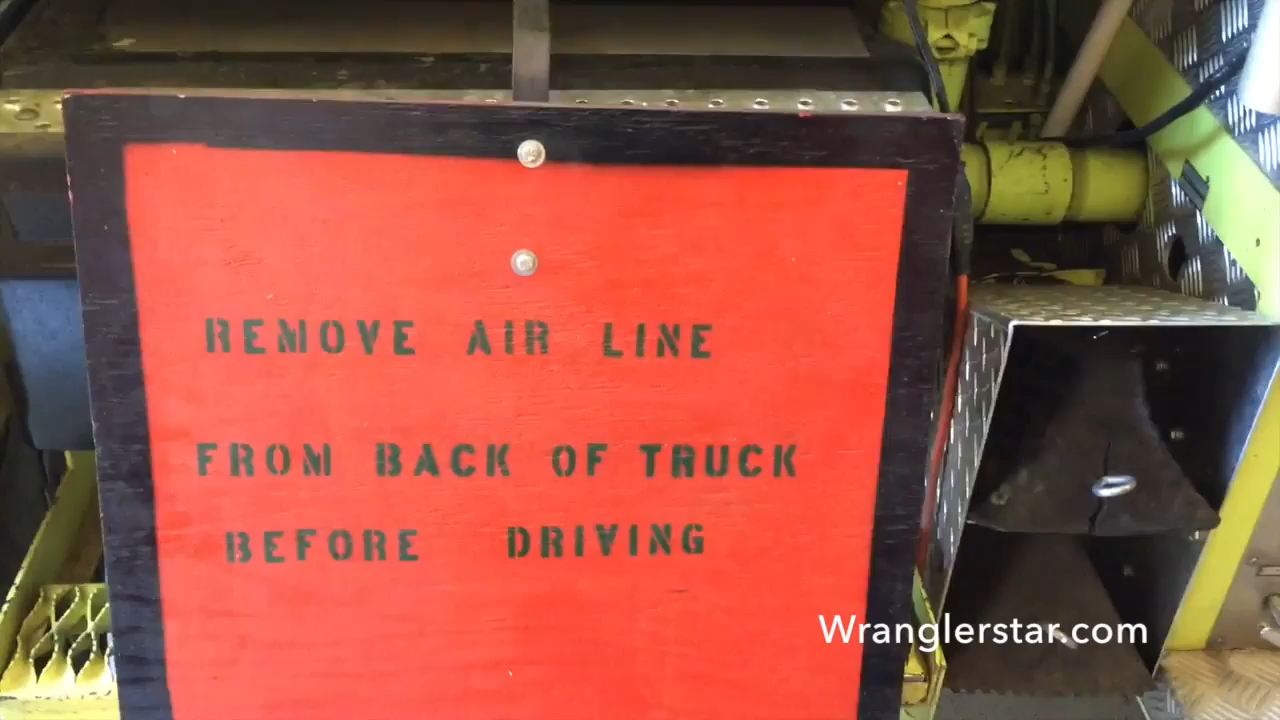 REMOVE AIR LINE
FROM BACK OF TRUCK
BEFORE DRIVING
Wranglerstar.com